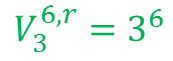 $V_3^{6,r} = 3^6$